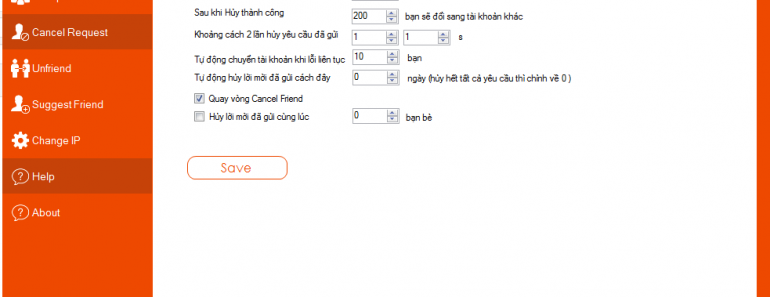 Cancel Request
Unfriend
Suggest Friend
Change IP
Help
About
Sau khi Hủy thành công 200 bạn sẽ đổi sang tài khoản khác
Khoảng cách 2 lần hủy yêu cầu đã gửi 1 1 s
Tự động chuyển tài khoản khi lỗi liên tục 10 bạn
Tự động hủy lời mời đã gửi cách đây 0 ngày (hủy hết tất cả yêu cầu thì chỉnh về 0 )
Quay vòng Cancel Friend
Hủy lời mời đã gửi cùng lúc 0 bạn bè
Save